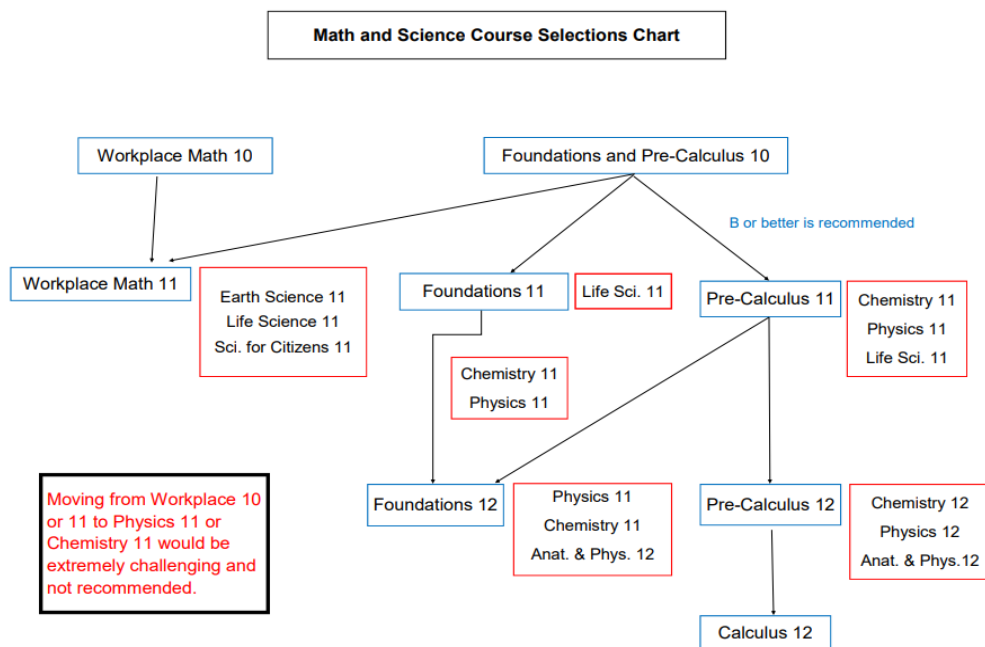 Math and Science Course Selections Chart
Workplace Math 10
Foundations and Pre-Calculus 10
B or better is recommended
Workplace Math 11
Earth Science 11
Life Science 11
Sci. for Citizens 11
Foundations 11
Life Sci. 11
Pre-Calculus 11
Chemistry 11
Physics 11
Life Sci. 11
Chemistry 11
Physics 11
Moving from Workplace 10
or 11 to Physics 11 or
Chemistry 11 would be
extremely challenging and
not recommended.
Foundations 12
Physics 11
Chemistry 11
Anat. & Phys. 12
Pre-Calculus 12
Chemistry 12
Physics 12
Anat. & Phys.12
Calculus 12